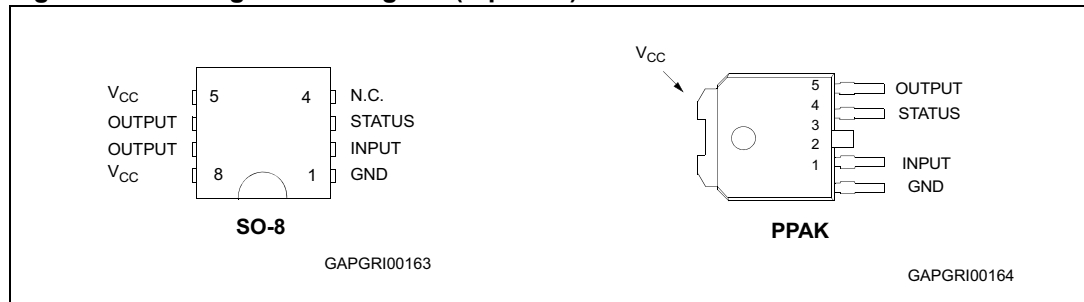 V_CC 5 4 N.C.
OUTPUT STATUS
OUTPUT INPUT
V_CC 8 1 GND
SO-8
GAPGRI00163
V_CC
5 OUTPUT
4 STATUS
3
2
1 INPUT
GND
PPAK
GAPGRI00164